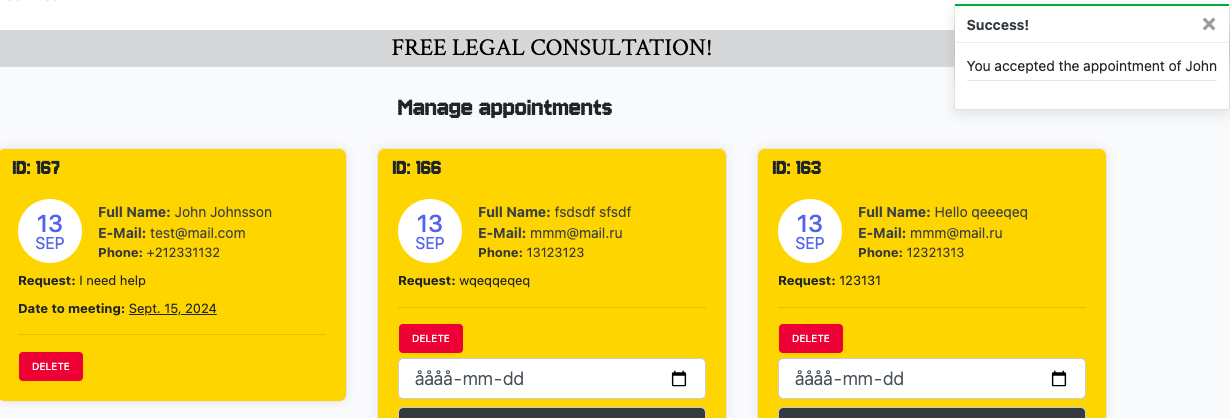 Success!
×
You accepted the appointment of John
FREE LEGAL CONSULTATION!
Manage appointments
ID: 167
13
SEP
Full Name: John Johnsson
E-Mail: test@mail.com
Phone: +212331132
Request: I need help
Date to meeting: Sept. 15, 2024
DELETE
ID: 166
13
SEP
Full Name: fsdsdf sfsdf
E-Mail: mmm@mail.ru
Phone: 13123123
Request: wqeqqeqeq
DELETE
åååå-mm-dd
ID: 163
13
SEP
Full Name: Hello qeeeqeq
E-Mail: mmm@mail.ru
Phone: 12321313
Request: 123131
DELETE
åååå-mm-dd